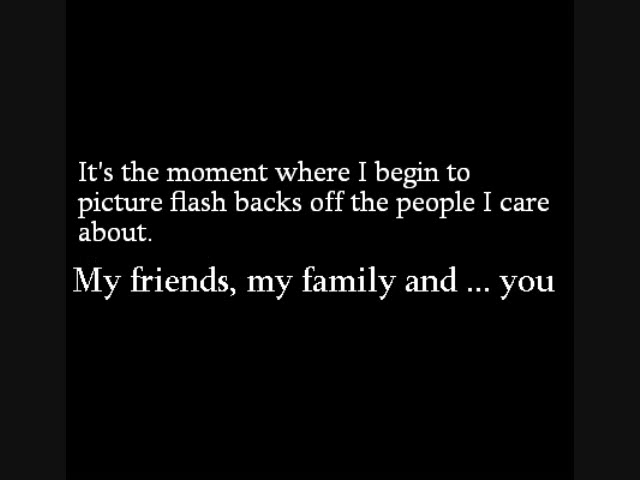 It's the moment where I begin to
picture flash backs off the people I care
about.
My friends, my family and ... you